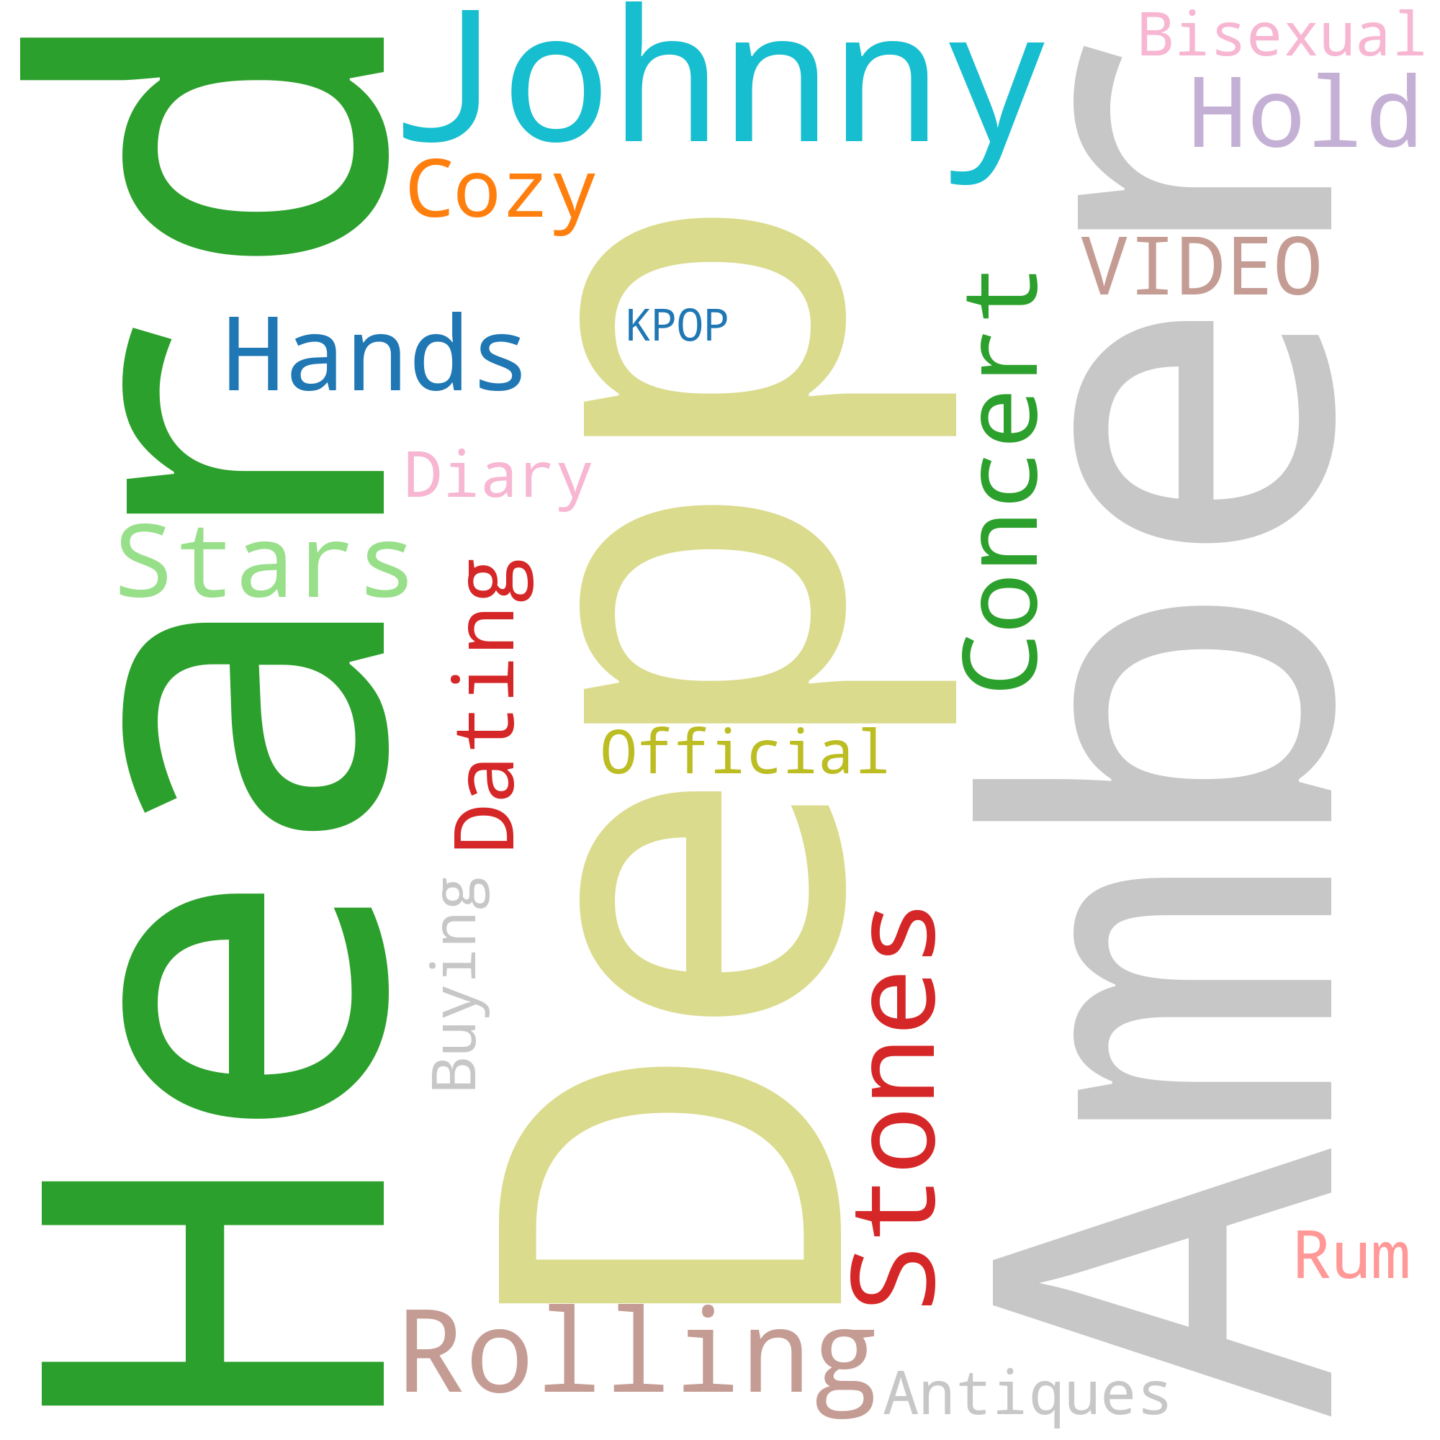 Heard
Johnny
Bisexual
Hold
Cozy
VIDEO
Hands
KPOP
Concert
Depp
Amber
Diary
Stars
Dating
Official
Buying
Stones
Rum
Rolling
Antiques